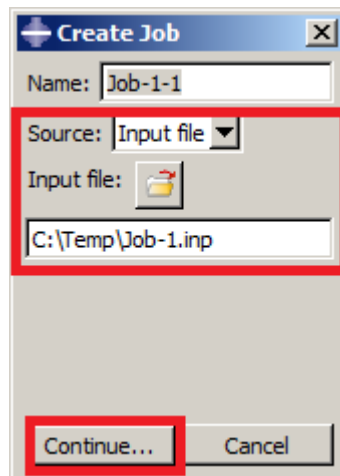 Create Job
Name: Job-1-1
Source: Input file
Input file:
C:\Temp\Job-1.inp
Continue... Cancel